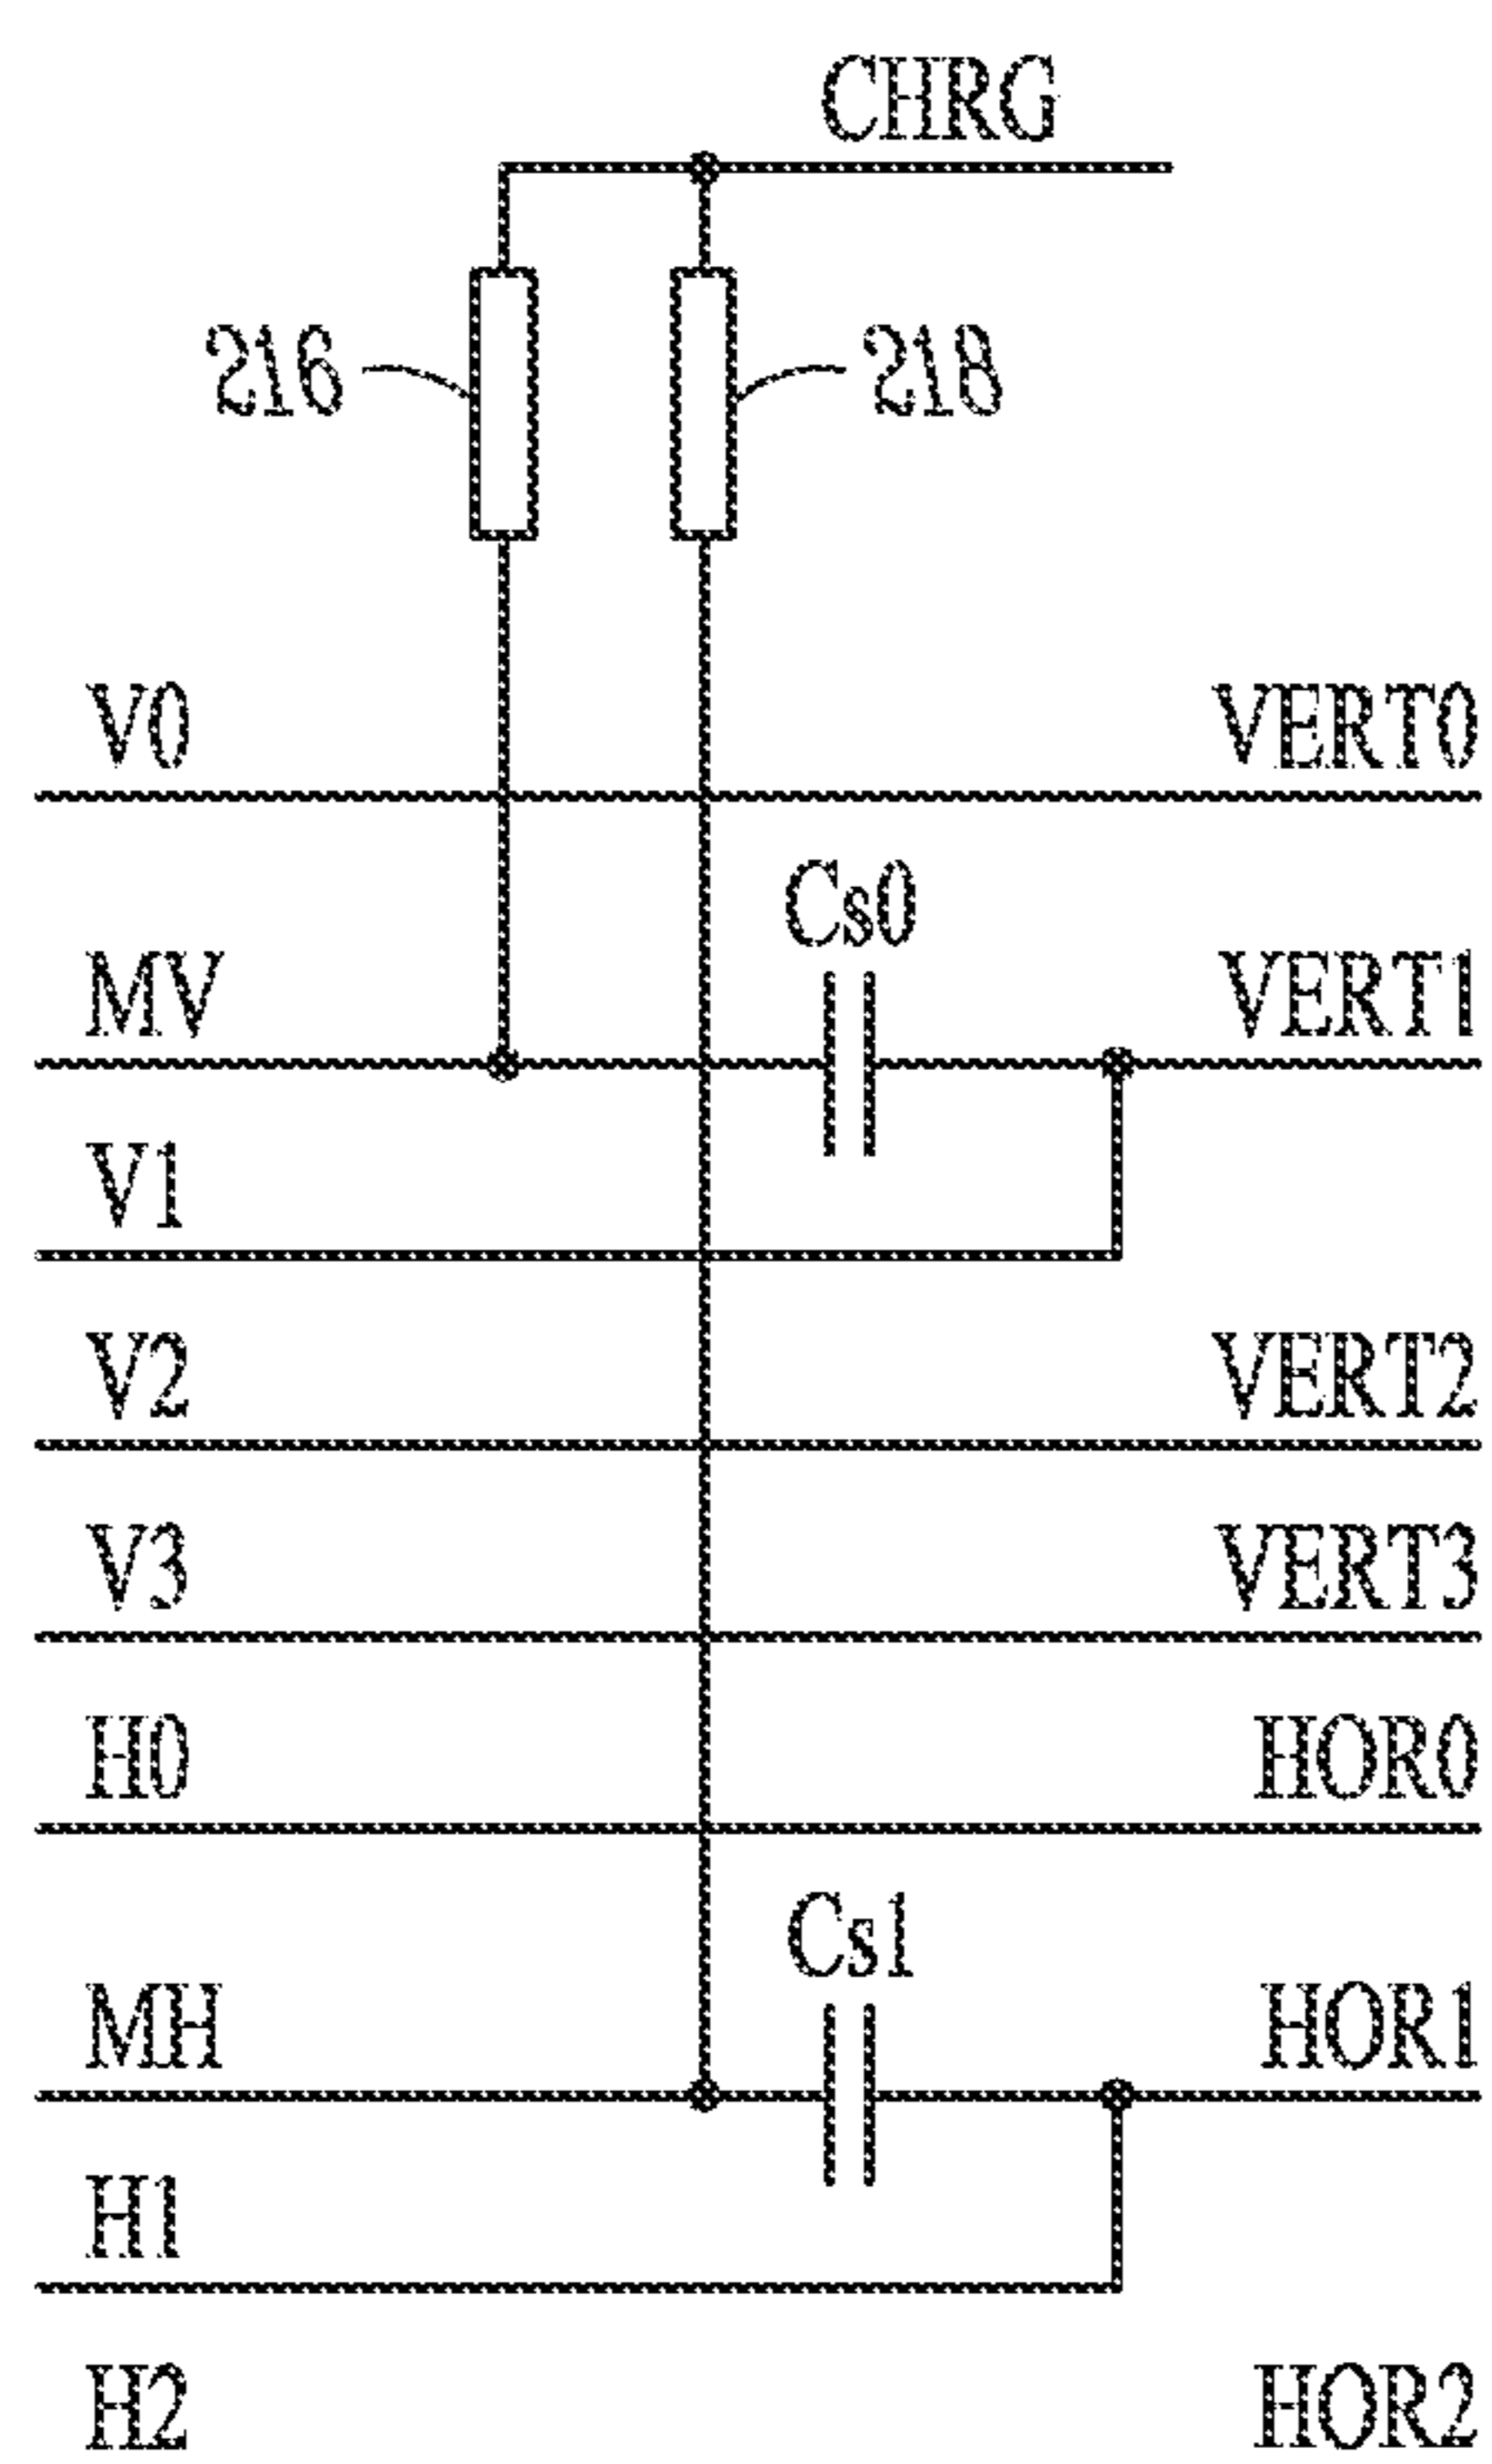 CHRG
216 218
V0 VERT0
Cs0
MV VERT1
V1
V2 VERT2
V3 VERT3
H0 HOR0
Cs1
MH HOR1
H1
H2 HOR2